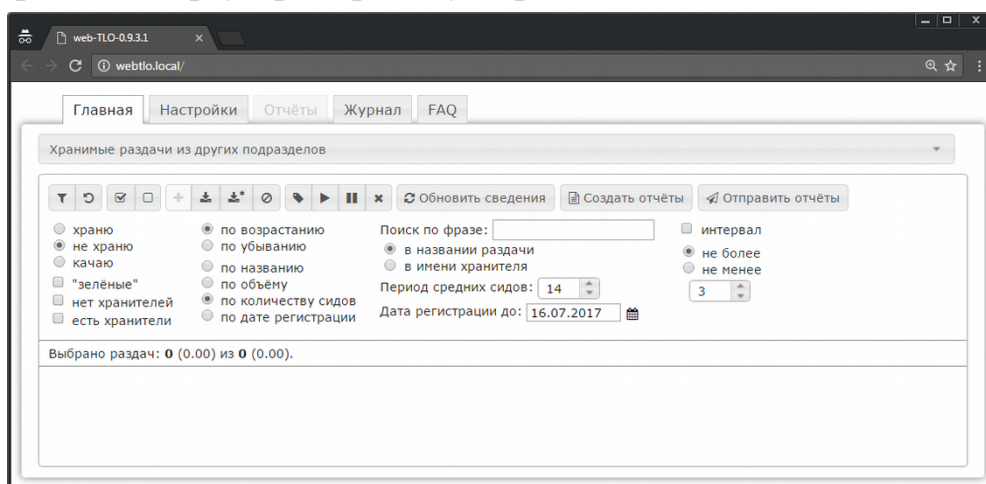 web-TLO-0.9.3.1
webtlo.local/
Главная Настройки Отчёты Журнал FAQ
Хранимые раздачи из других подразделов
Обновить сведения Создать отчёты Отправить отчёты
храню по возрастанию Поиск по фразе: интервал
не храню по убыванию в названии раздачи не более
качаю по названию в имени хранителя не менее
"зелёные" по объёму Период средних сидов: 14 3
нет хранителей по количеству сидов
есть хранители по дате регистрации Дата регистрации до: 16.07.2017
Выбрано раздач: 0 (0.00) из 0 (0.00).